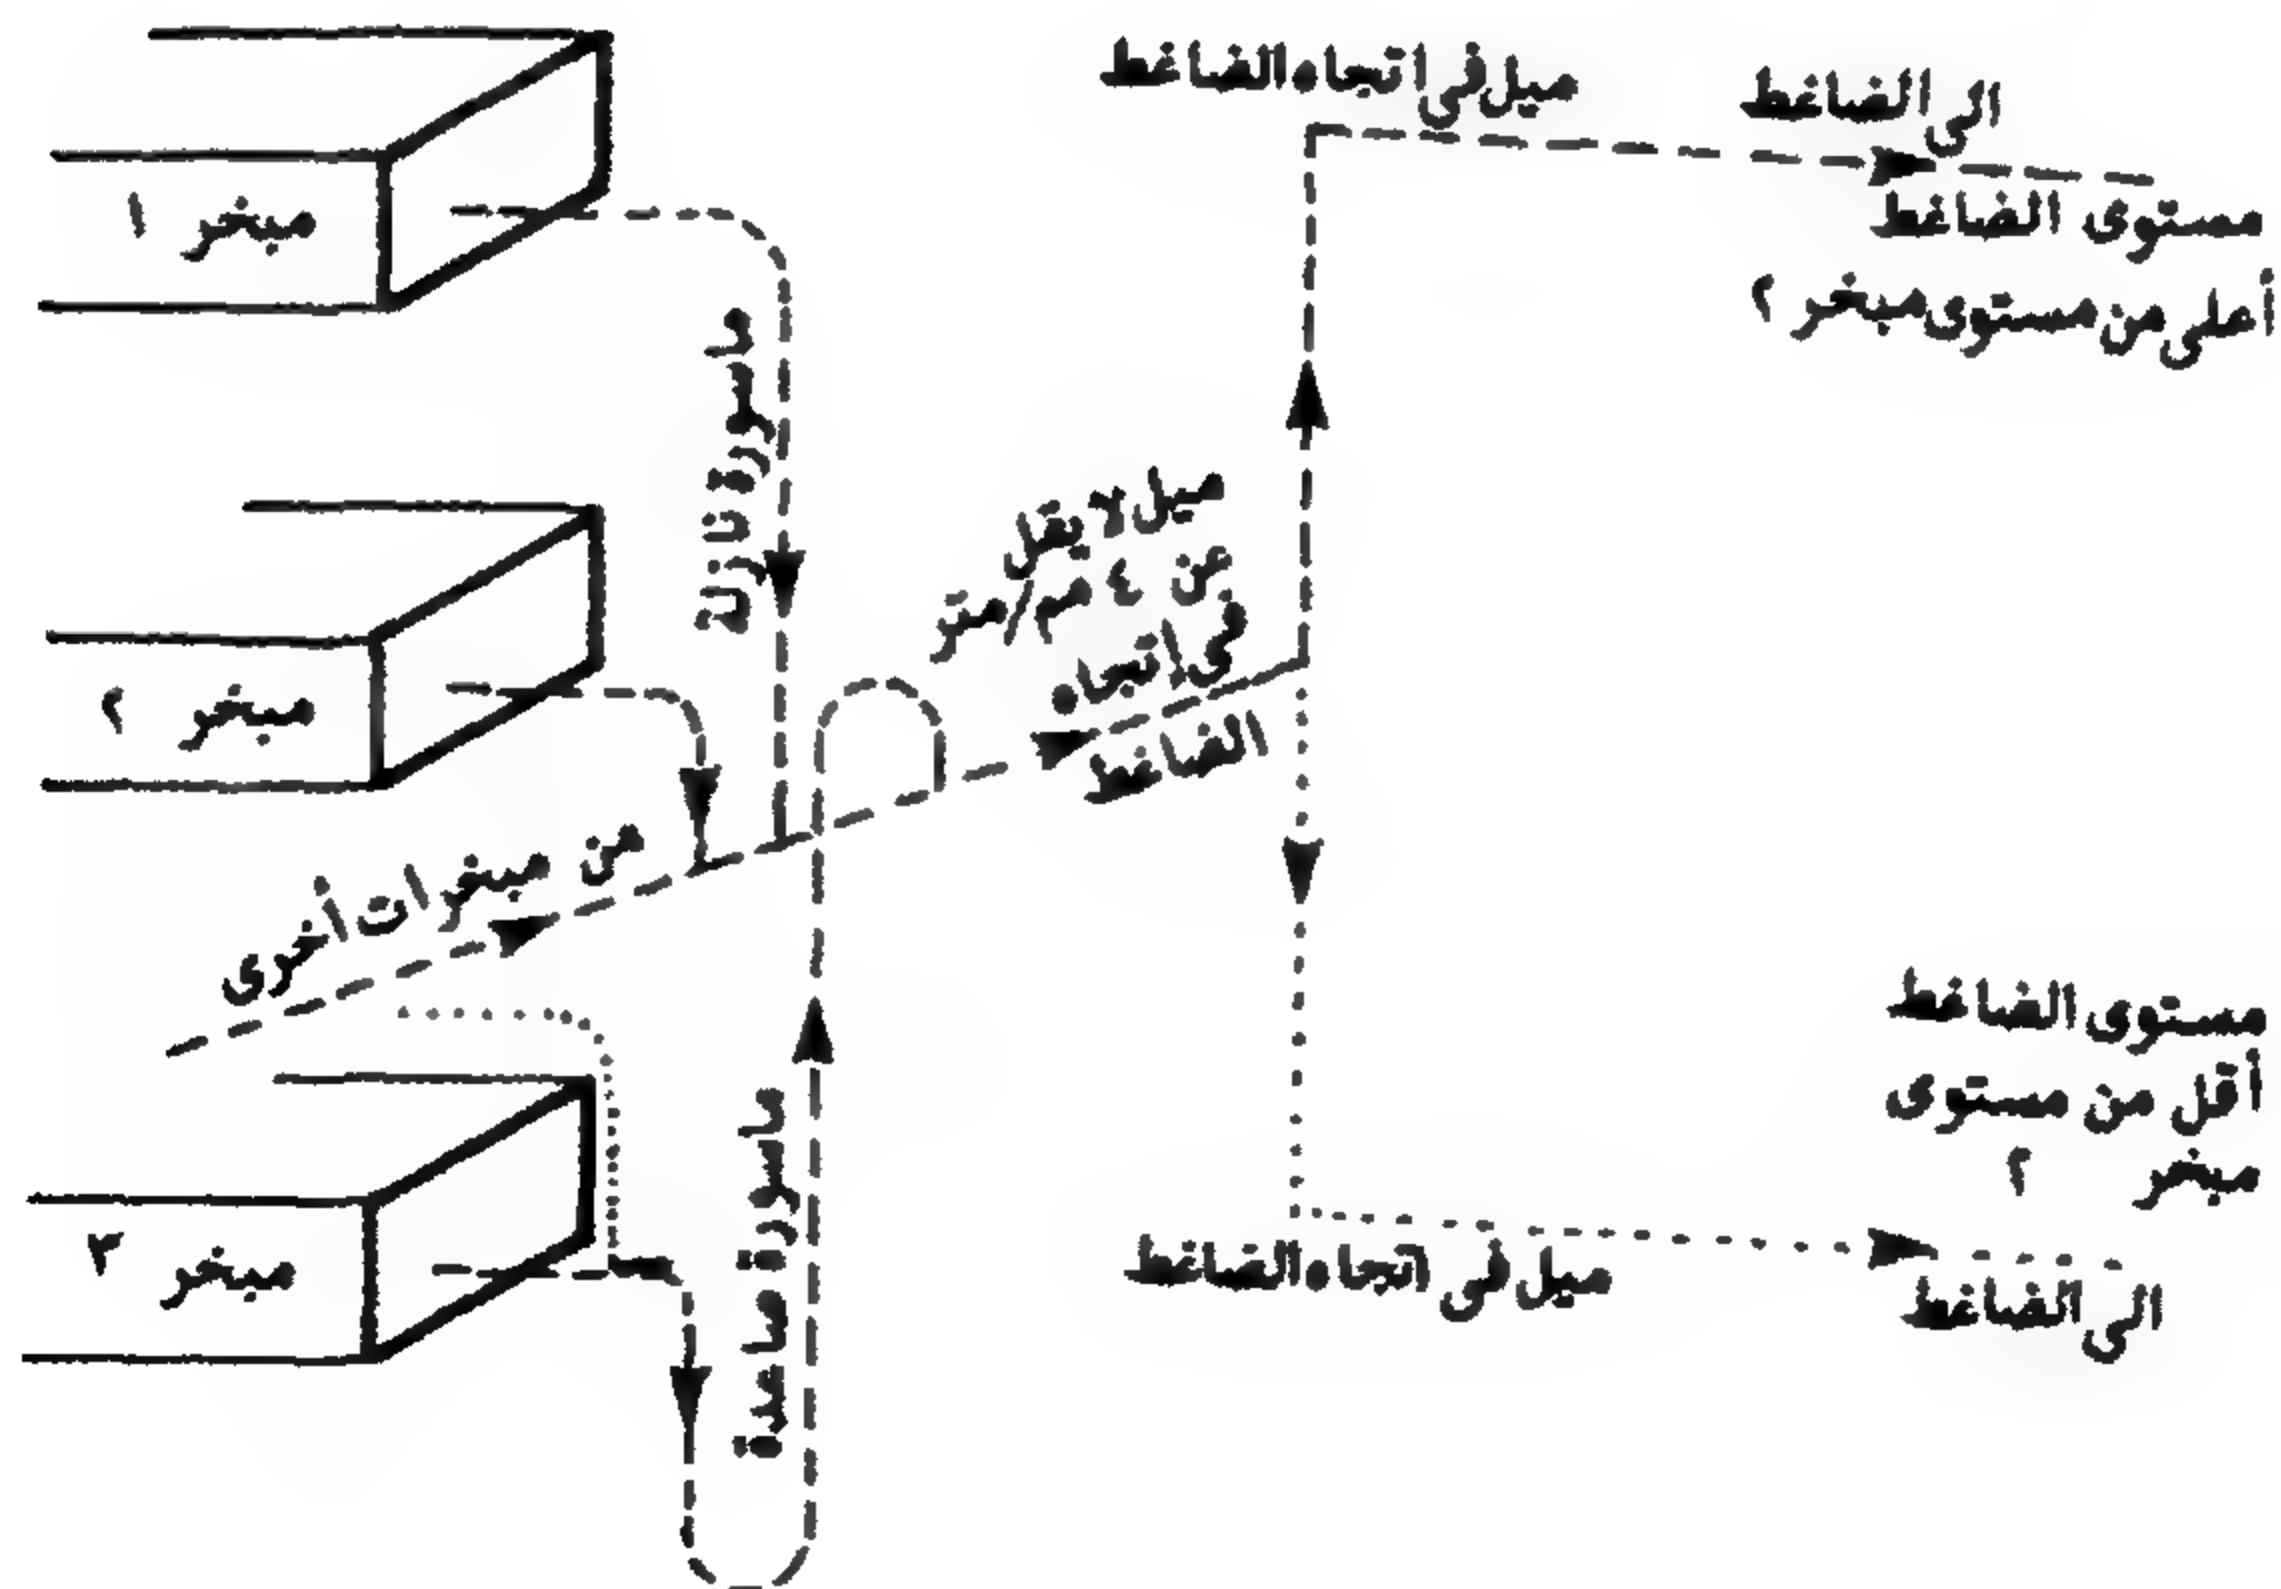 ميل في اتجاه الضاغط
الى الضاغط
مستوى الضاغط
أعلى من مستوى مبخر ٢
مبخر ١
ماسورة نازلة
ميل لا يقل
عن ٤ مم/متر
في إتجاه
الضاغط
مبخر ٢
من مبخرات أخرى
مستوى الضاغط
أقل من مستوى
مبخر ٢
مبخر ٣
ماسورة صاعدة
ميل في اتجاه الضاغط
الى الضاغط